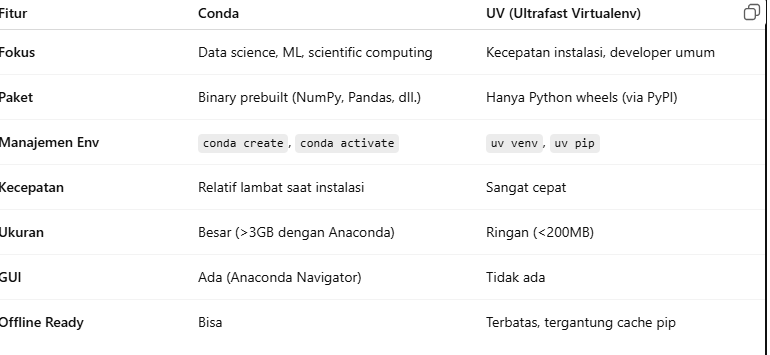 Fitur Conda UV (Ultrafast Virtualenv)
Fokus Data science, ML, scientific computing Kecepatan instalasi, developer umum
Paket Binary prebuilt (NumPy, Pandas, dll.) Hanya Python wheels (via PyPI)
Manajemen Env conda create, conda activate uv venv, uv pip
Kecepatan Relatif lambat saat instalasi Sangat cepat
Ukuran Besar (>3GB dengan Anaconda) Ringan (<200MB)
GUI Ada (Anaconda Navigator) Tidak ada
Offline Ready Bisa Terbatas, tergantung cache pip